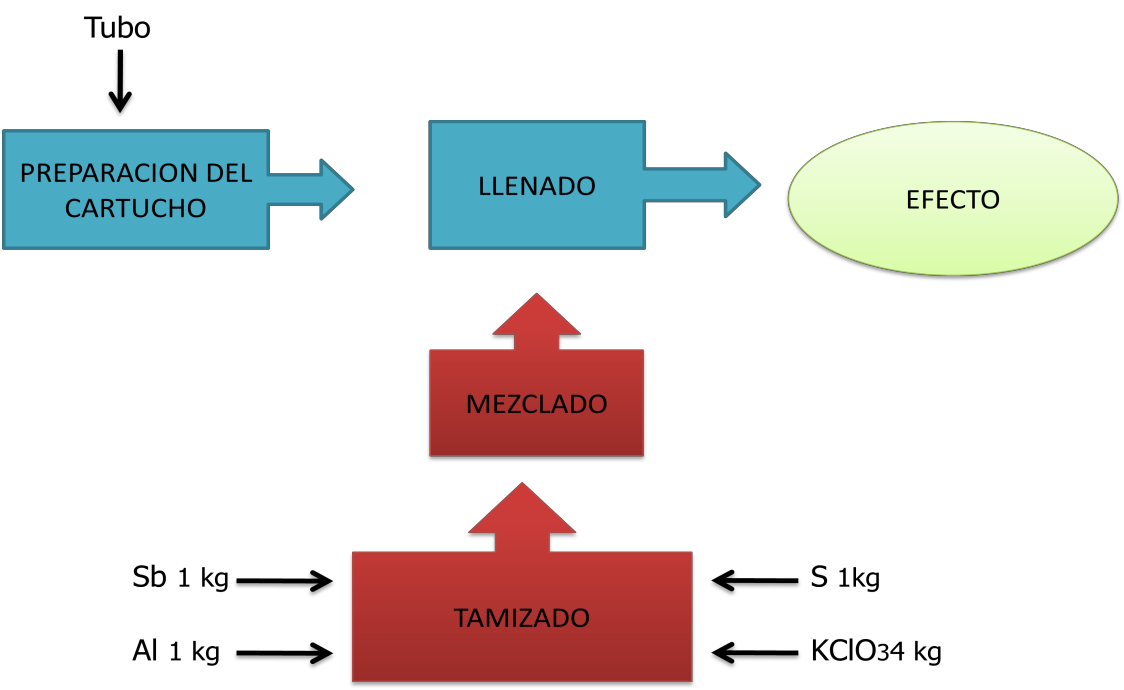 Tubo
PREPARACION DEL
CARTUCHO
LLENADO
EFECTO
MEZCLADO
Sb 1 kg
S 1kg
TAMIZADO
Al 1 kg
KClO34 kg